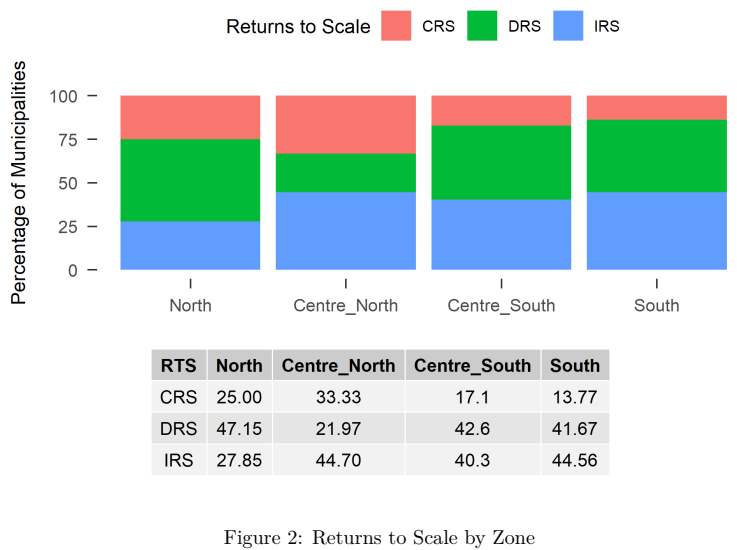 Returns to Scale CRS DRS IRS
Percentage of Municipalities
100
75
50
25
0
North Centre_North Centre_South South
RTS North Centre_North Centre_South South
CRS 25.00 33.33 17.1 13.77
DRS 47.15 21.97 42.6 41.67
IRS 27.85 44.70 40.3 44.56
Figure 2: Returns to Scale by Zone